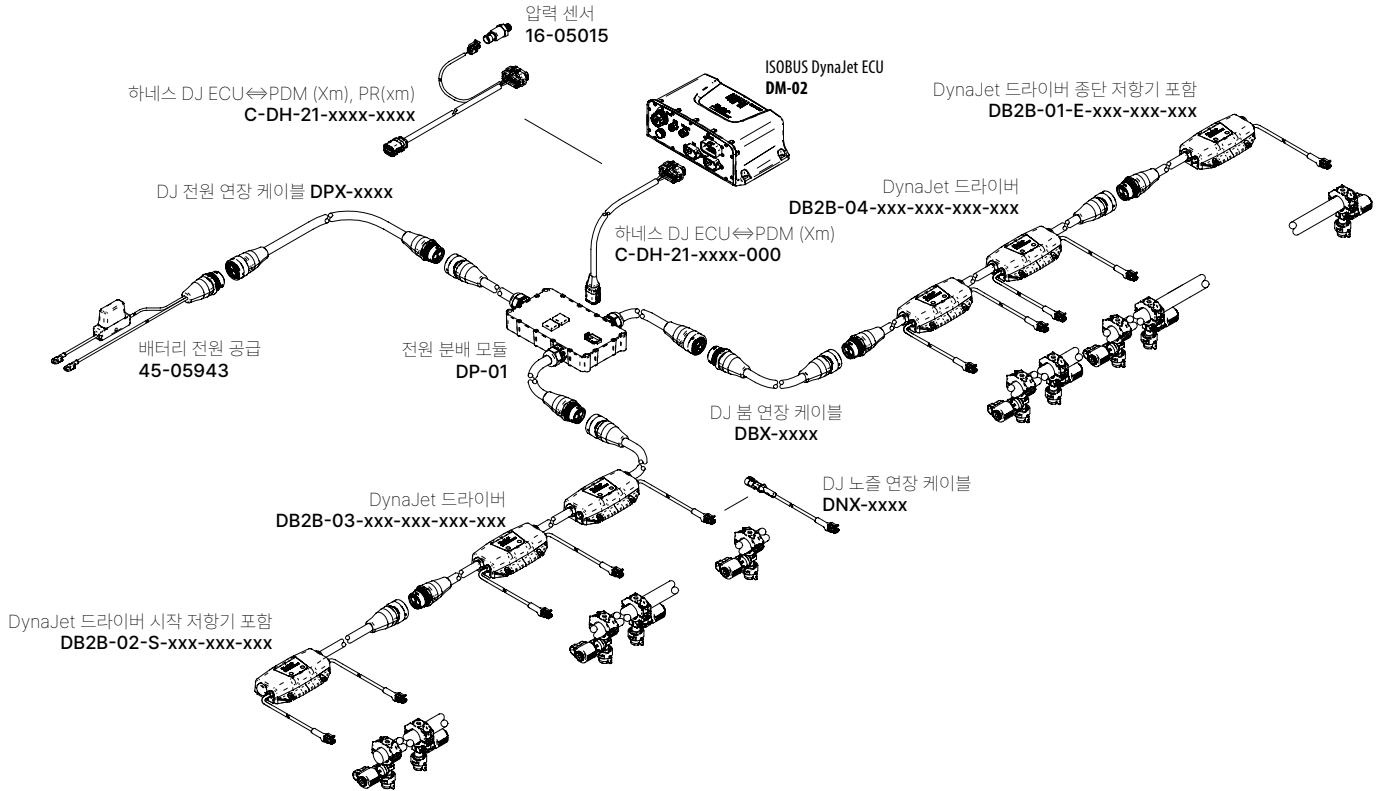 압력 센서
16-05015
ISOBUS DynaJet ECU
DM-02
하네스 DJ ECU⇔PDM (Xm), PR(xm)
C-DH-21-xxxx-xxxx
DynaJet 드라이버 종단 저항기 포함
DB2B-01-E-xxx-xxx-xxx
DJ 전원 연장 케이블 DPX-xxxx
DynaJet 드라이버
DB2B-04-xxx-xxx-xxx-xxx
하네스 DJ ECU⇔PDM (Xm)
C-DH-21-xxxx-000
배터리 전원 공급
45-05943
전원 분배 모듈
DP-01
DJ 붐 연장 케이블
DBX-xxxx
DynaJet 드라이버
DB2B-03-xxx-xxx-xxx-xxx
DJ 노즐 연장 케이블
DNX-xxxx
DynaJet 드라이버 시작 저항기 포함
DB2B-02-S-xxx-xxx-xxx